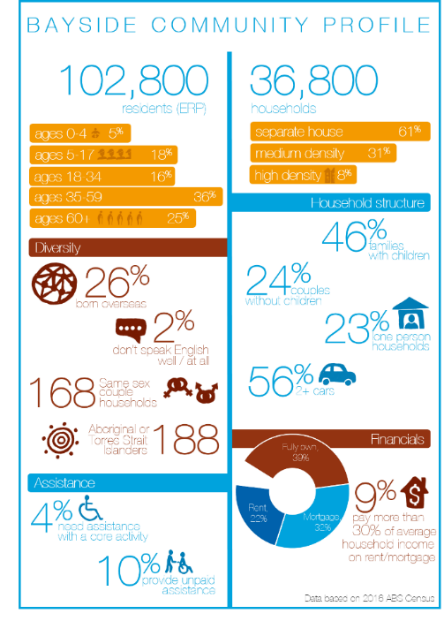 BAYSIDE COMMUNITY PROFILE
102,800
residents (ERP)
ages 0-4 5%
ages 5-17 18%
ages 18-34 16%
ages 35-59 36%
ages 60+ 25%
Diversity
26%
born overseas
2%
don't speak English
well / at all
168 Same sex
couple
households
Aboriginal or
Torres Strait
Islanders 188
Assistance
4%
need assistance
with a core activity
10%
provide unpaid
assistance
36,800
households
separate house 61%
medium density 31%
high density 8%
Household structure
46%
families
with children
24%
couples
without children
23%
lone person
households
56%
2+ cars
Financials
Fully own,
39%
Rent,
22%
Mortgage,
32%
9%
pay more than
30% of average
household income
on rent/mortgage
Data based on 2016 ABS Census